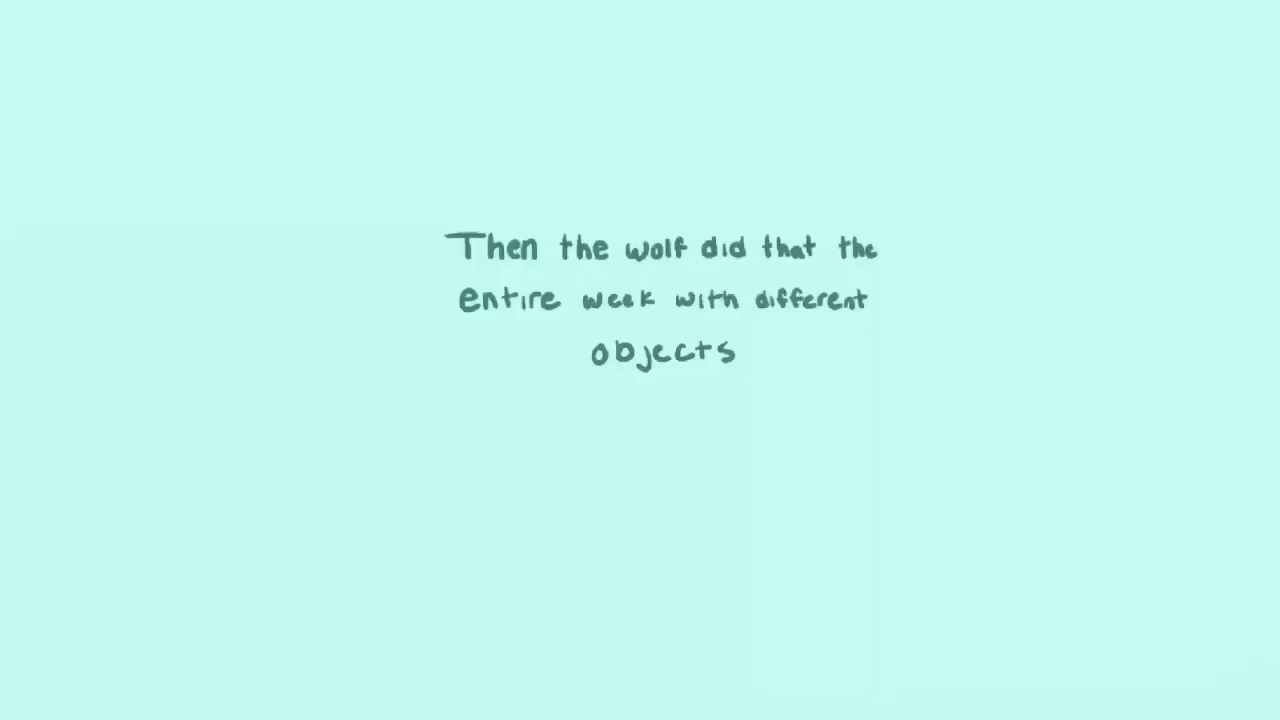 Then the wolf did that the
entire week with different
objects